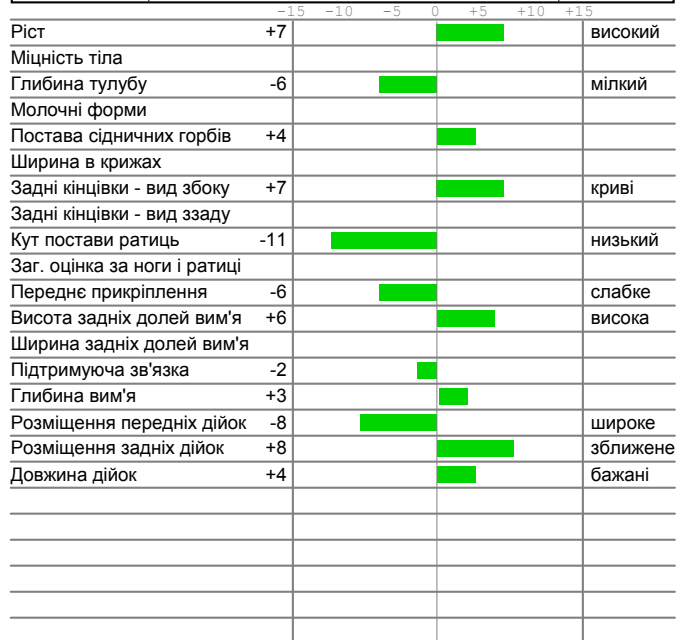 -15 -10 -5 0 +5 +10 +15
Ріст +7 високий
Міцність тіла
Глибина тулубу -6 мілкий
Молочні форми
Постава сідничних горбів +4
Ширина в крижах
Задні кінцівки - вид збоку +7 криві
Задні кінцівки - вид ззаду
Кут постави ратиць -11 низький
Заг. оцінка за ноги і ратиці
Переднє прикріплення -6 слабке
Висота задніх долей вим'я +6 висока
Ширина задніх долей вим'я
Підтримуюча зв'язка -2
Глибина вим'я +3
Розміщення передніх дійок -8 широке
Розміщення задніх дійок +8 зближене
Довжина дійок +4 бажані